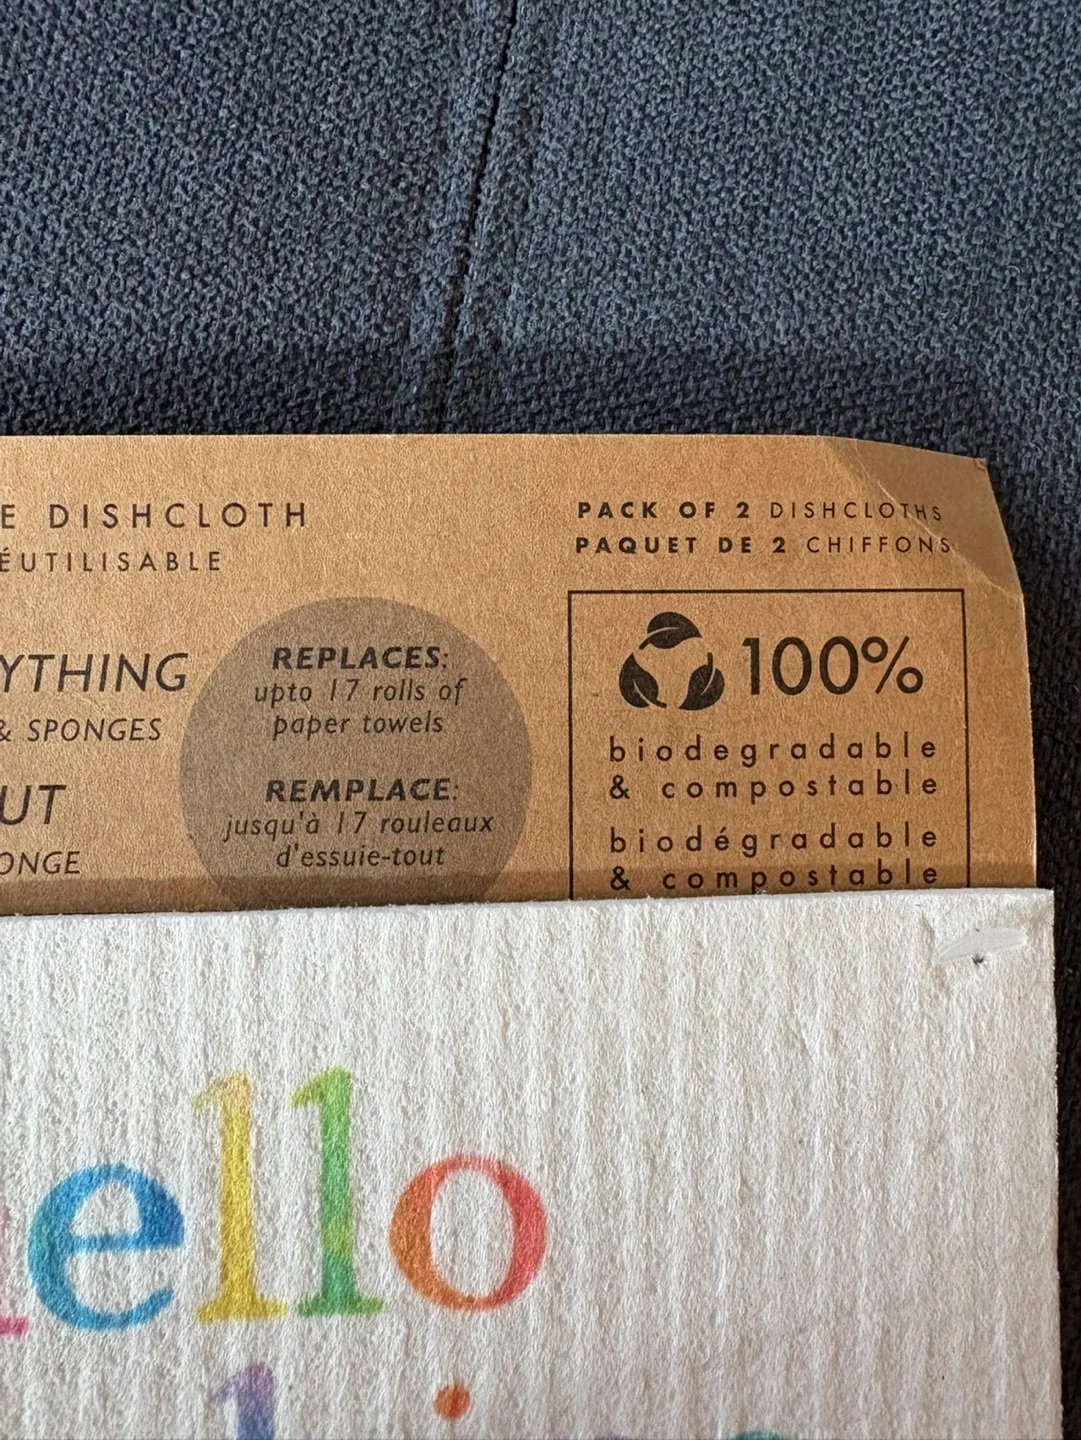 E DISHCLOTH
ÉUTILISABLE
YTHING
& SPONGES
UT
ONGE
REPLACES:
upto 17 rolls of
paper towels
REMPLACE:
jusqu'à 17 rouleaux
d'essuie-tout
PACK OF 2 DISHCLOTHS
PAQUET DE 2 CHIFFONS
100%
biodegradable
& compostable
biodégradable
& compostable
hello